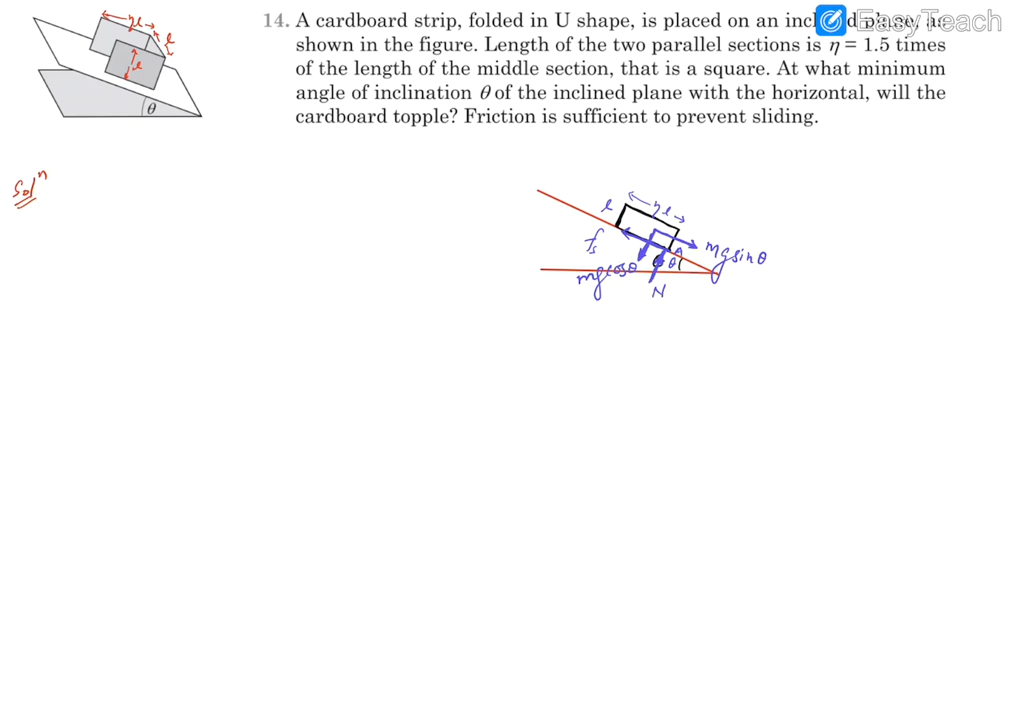 14. A cardboard strip, folded in U shape, is placed on an inclined plane, as
EasyTeach
shown in the figure. Length of the two parallel sections is η = 1.5 times
of the length of the middle section, that is a square. At what minimum
angle of inclination θ of the inclined plane with the horizontal, will the
cardboard topple? Friction is sufficient to prevent sliding.
ηl
l
l
θ
Solⁿ
l
ηl
fs
mg sinθ
A
θ
mg cosθ
N